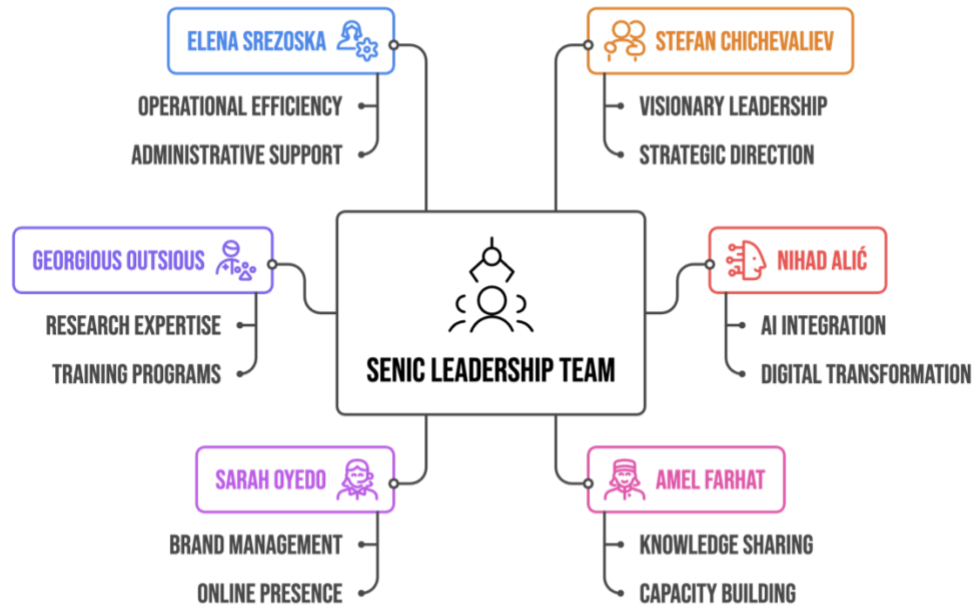 ELENA SREZOSKA
OPERATIONAL EFFICIENCY
ADMINISTRATIVE SUPPORT
STEFAN CHICHEVALIEV
VISIONARY LEADERSHIP
STRATEGIC DIRECTION
GEORGIOUS OUTSIOUS
RESEARCH EXPERTISE
TRAINING PROGRAMS
SENIC LEADERSHIP TEAM
NIHAD ALIĆ
AI INTEGRATION
DIGITAL TRANSFORMATION
SARAH OYEDO
BRAND MANAGEMENT
ONLINE PRESENCE
AMEL FARHAT
KNOWLEDGE SHARING
CAPACITY BUILDING